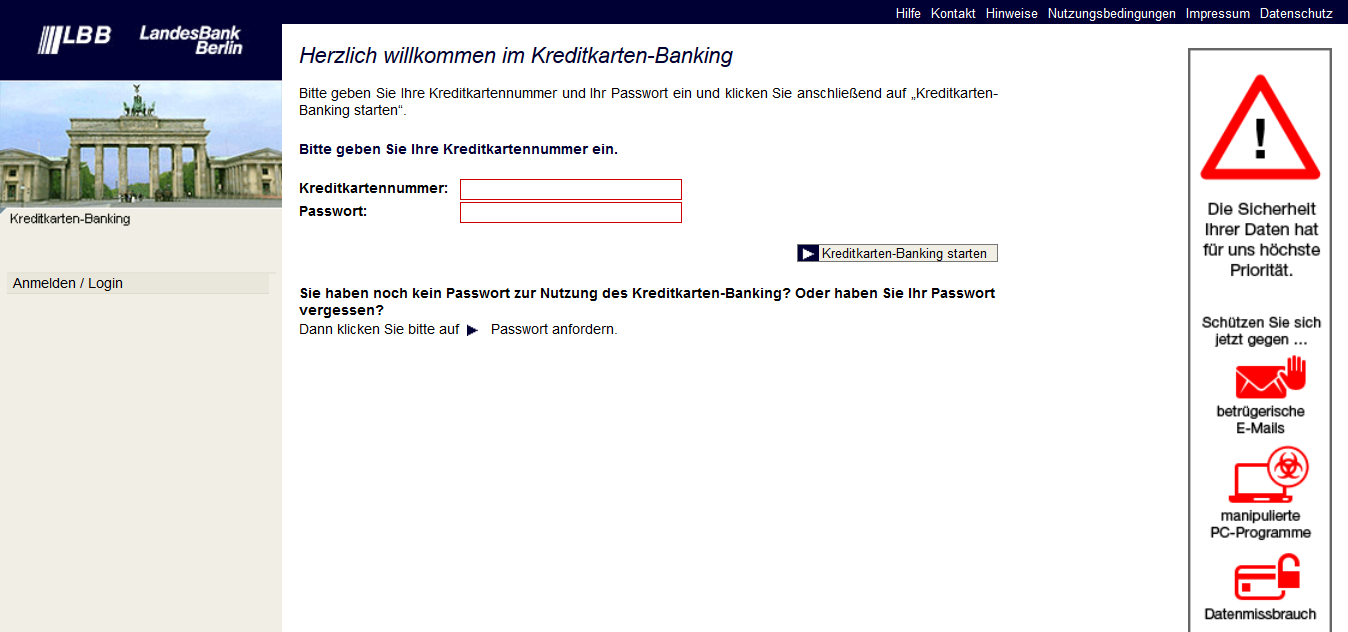 Hilfe Kontakt Hinweise Nutzungsbedingungen Impressum Datenschutz
LBB LandesBank
Berlin
Kreditkarten-Banking
Anmelden / Login
Herzlich willkommen im Kreditkarten-Banking
Bitte geben Sie Ihre Kreditkartennummer und Ihr Passwort ein und klicken Sie anschließend auf „Kreditkarten-
Banking starten“.
Bitte geben Sie Ihre Kreditkartennummer ein.
Kreditkartennummer:
Passwort:
Kreditkarten-Banking starten
Sie haben noch kein Passwort zur Nutzung des Kreditkarten-Banking? Oder haben Sie Ihr Passwort
vergessen?
Dann klicken Sie bitte auf Passwort anfordern.
Die Sicherheit
Ihrer Daten hat
für uns höchste
Priorität.
Schützen Sie sich
jetzt gegen ...
betrügerische
E-Mails
manipulierte
PC-Programme
Datenmissbrauch